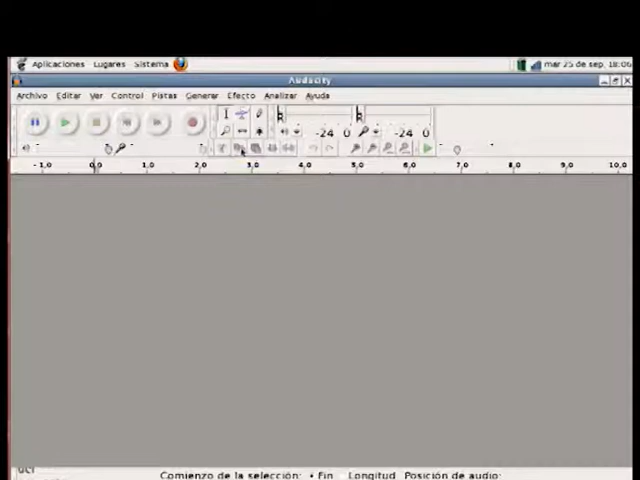 Aplicaciones Lugares Sistema mar 25 de sep, 18:06
Audacity
Archivo Editar Ver Control Pistas Generar Efecto Analizar Ayuda
-24 0 -24 0
-1,0 0,0 1,0 2,0 3,0 4,0 5,0 6,0 7,0 8,0 9,0 10,0
Comienzo de la selección: Fin Longitud Posición de audio: